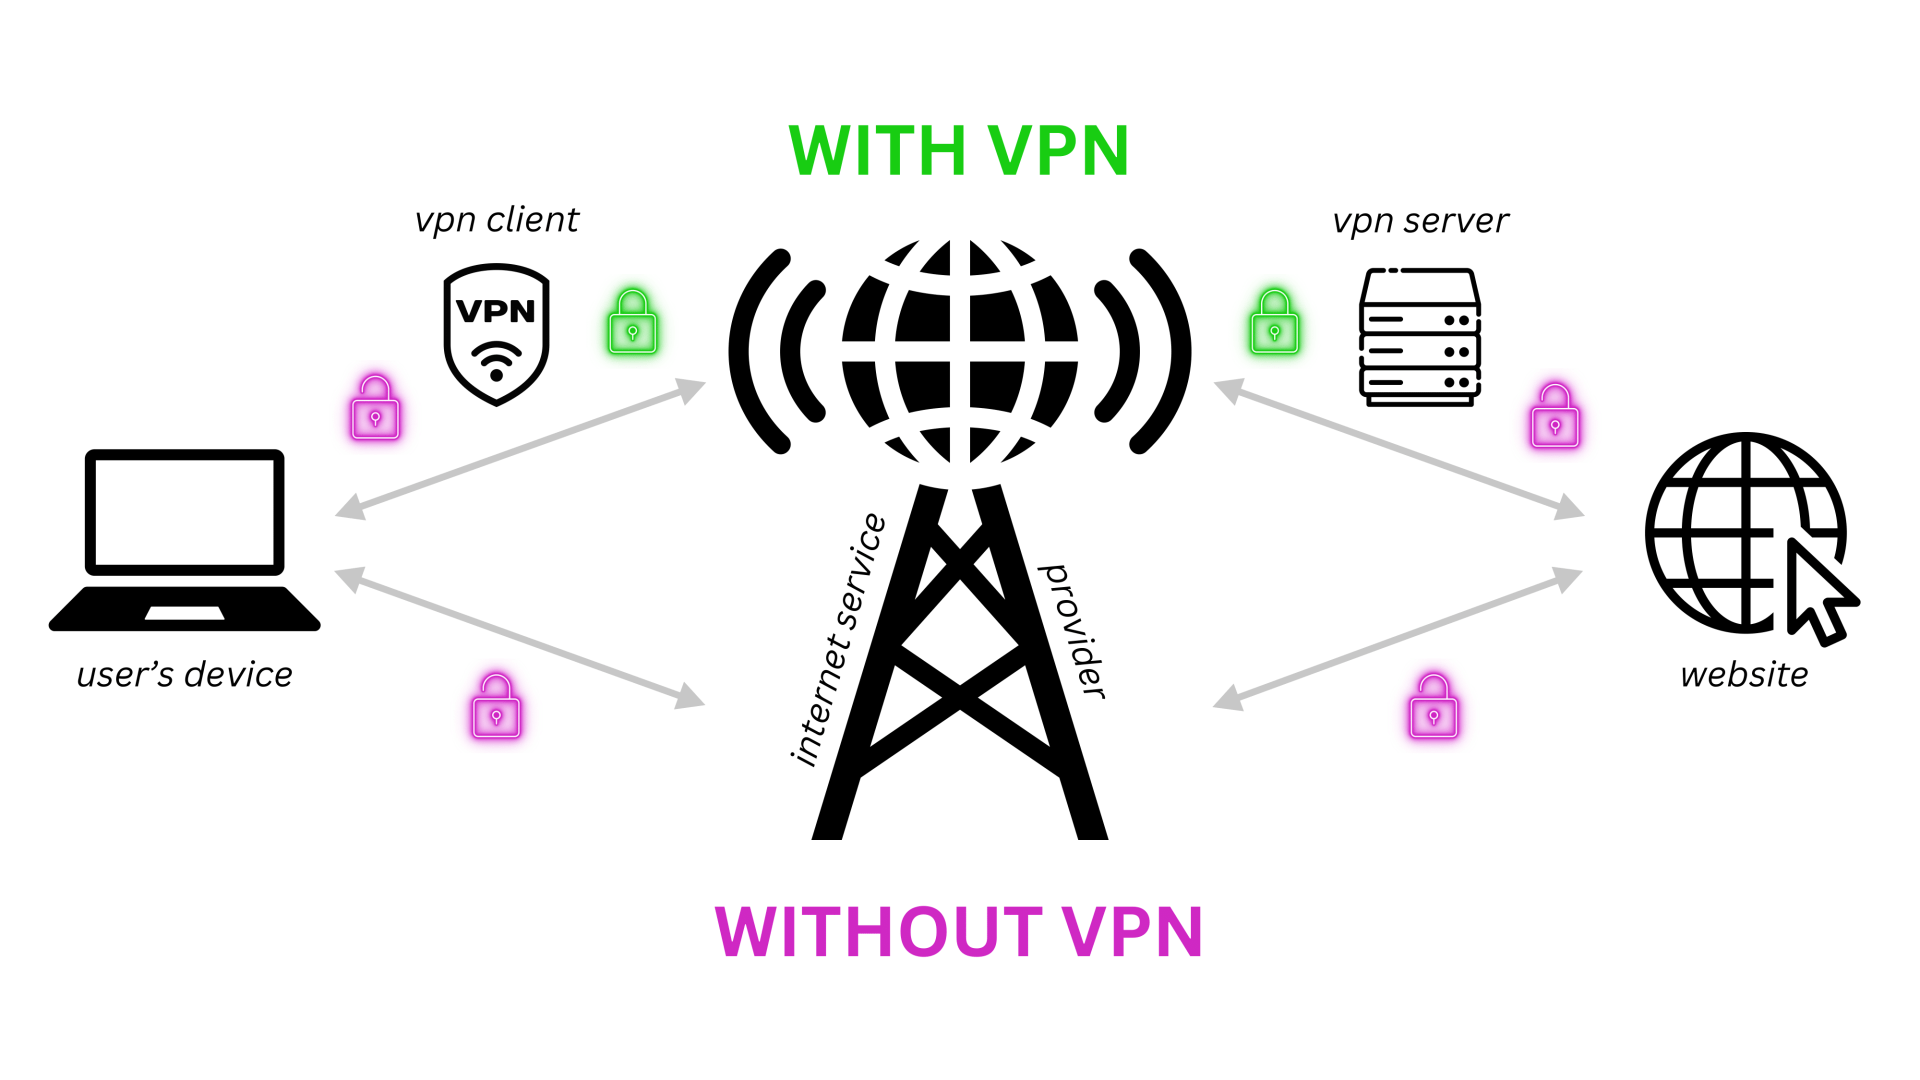 WITH VPN
vpn client
vpn server
VPN
internet service
provider
user's device
website
WITHOUT VPN